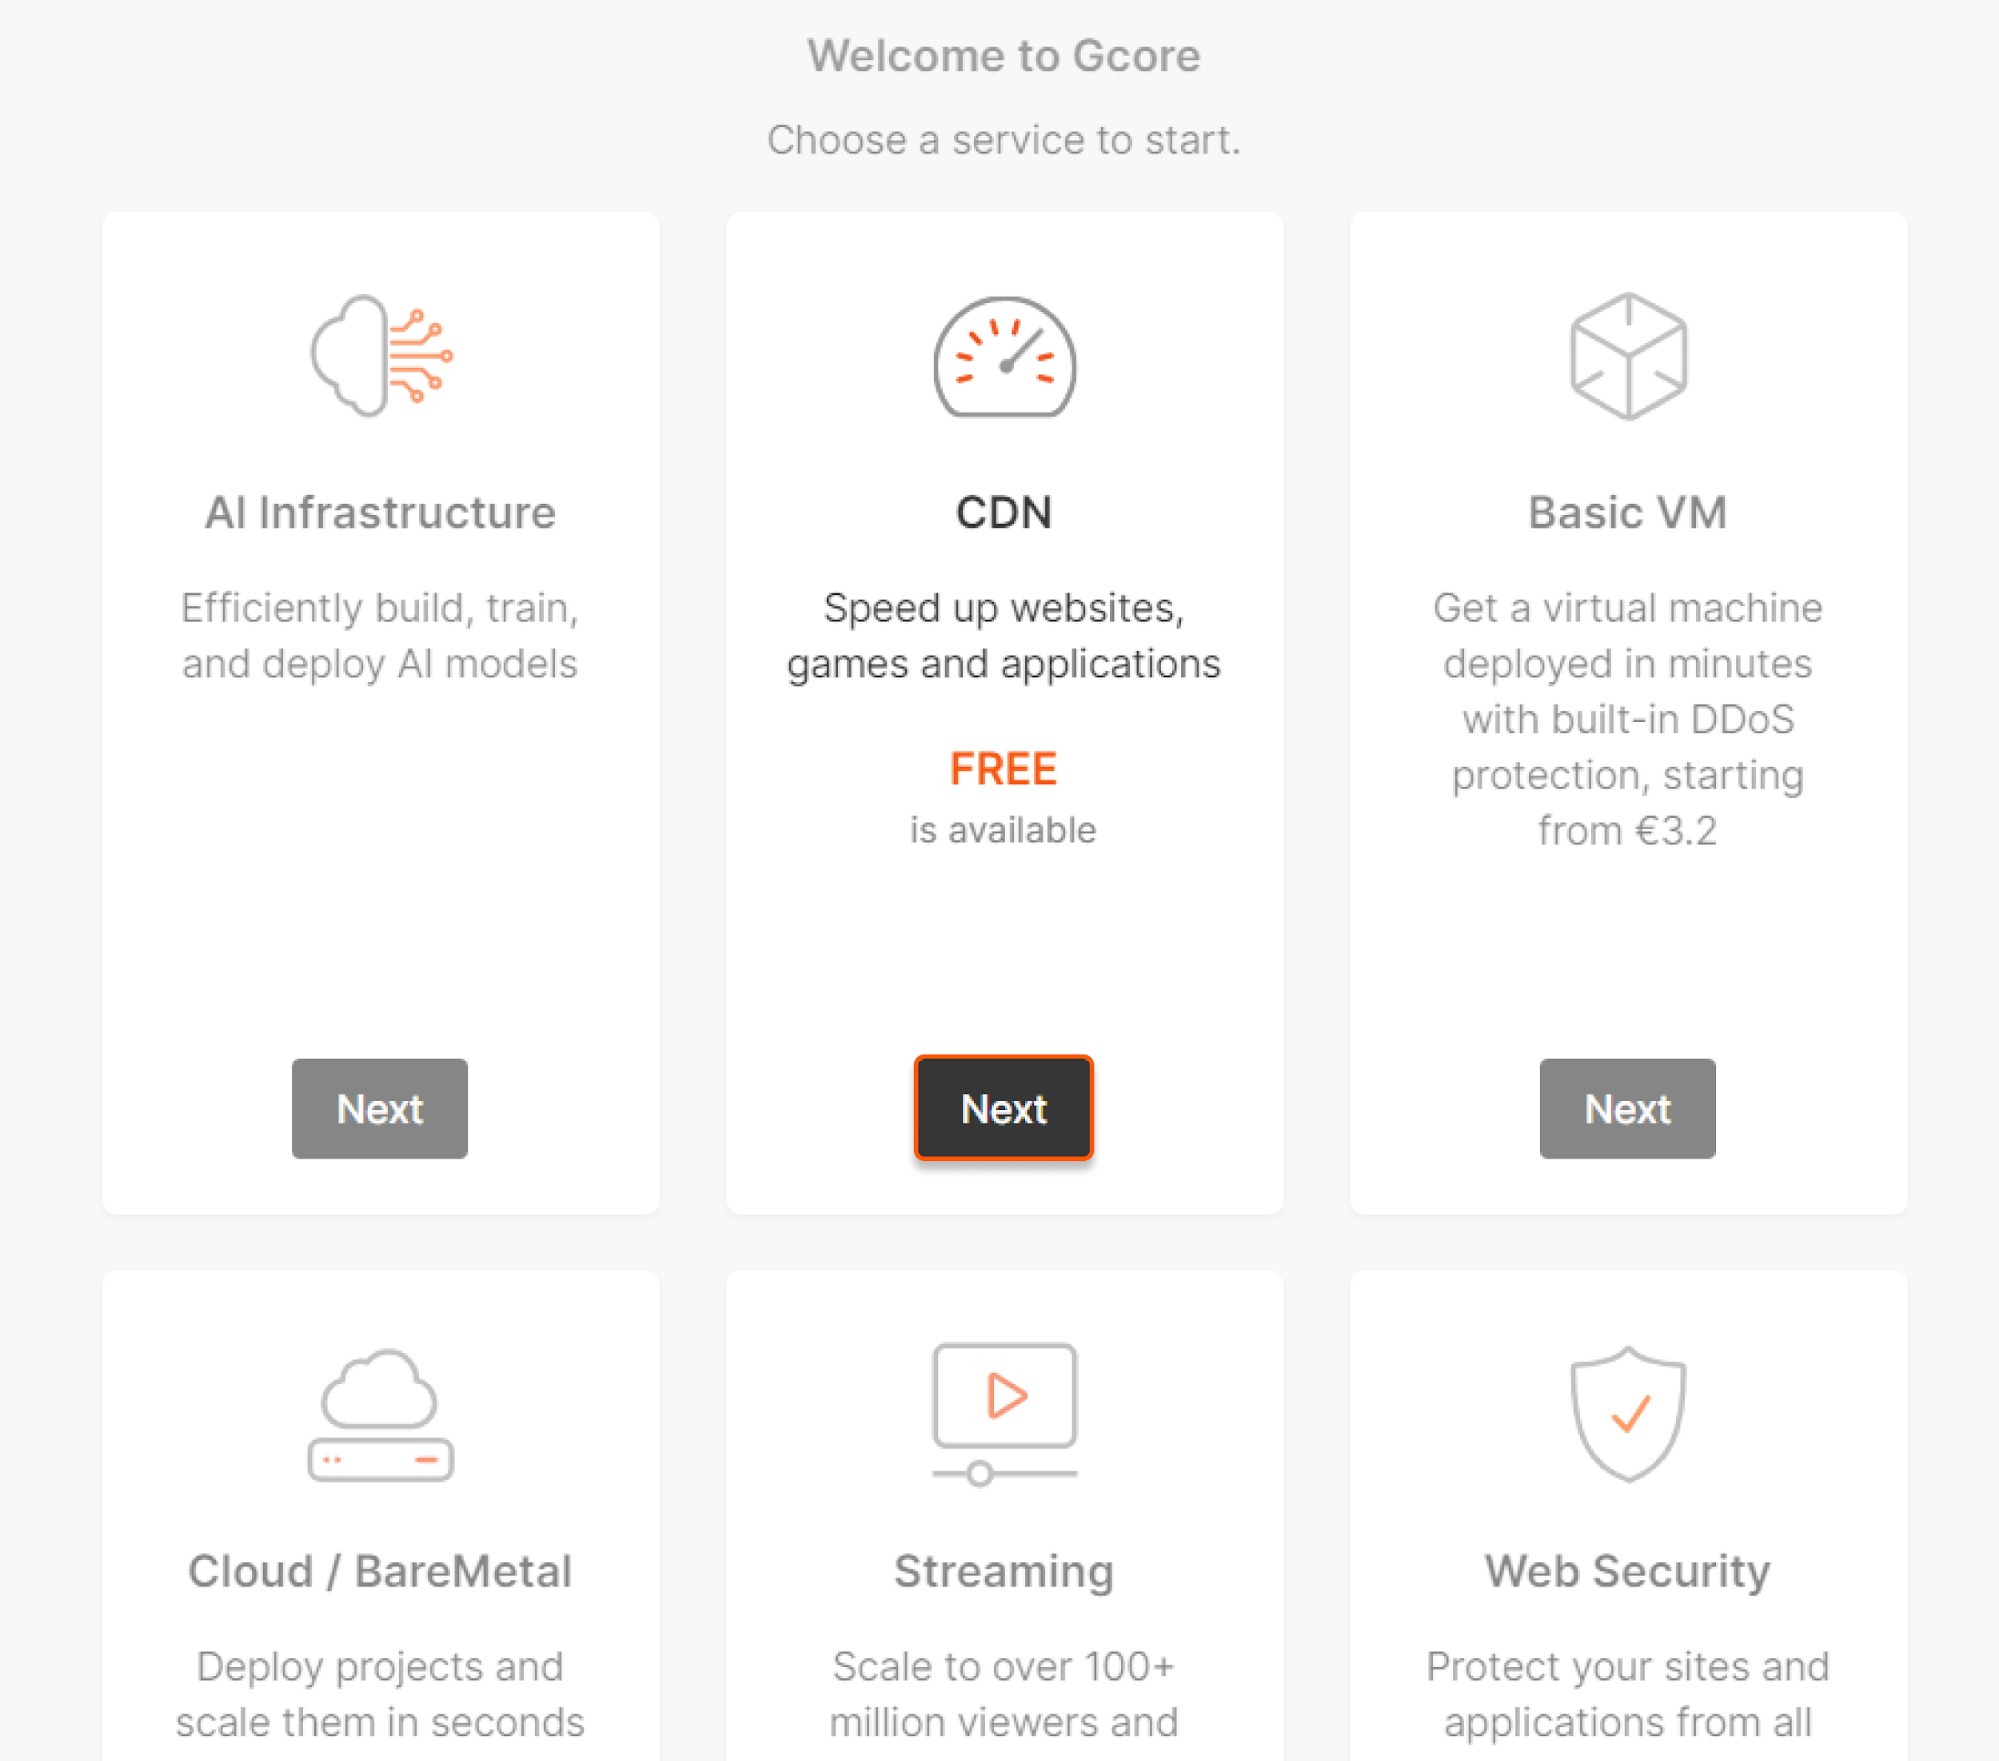 Welcome to Gcore
Choose a service to start.
AI Infrastructure
Efficiently build, train,
and deploy AI models
Next
CDN
Speed up websites,
games and applications
FREE
is available
Next
Basic VM
Get a virtual machine
deployed in minutes
with built-in DDoS
protection, starting
from €3.2
Next
Cloud / BareMetal
Deploy projects and
scale them in seconds
Streaming
Scale to over 100+
million viewers and
Web Security
Protect your sites and
applications from all